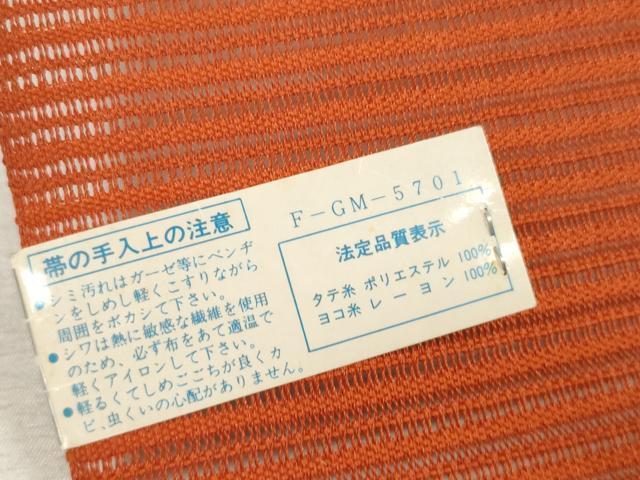 帯の手入上の注意
●シミ汚れはガーゼ等にベンヂ
ンをしめし軽くこすりながら
周囲をボカシて下さい。
●シワは熱に敏感な繊維を使用
のため、必ず布をあて適温で
軽くアイロンして下さい。
●軽るくてしめごこちが良くカ
ビ、虫くいの心配がありません。
F-GM-5701
法定品質表示
タテ糸 ポリエステル 100%
ヨコ糸 レーヨン 100%